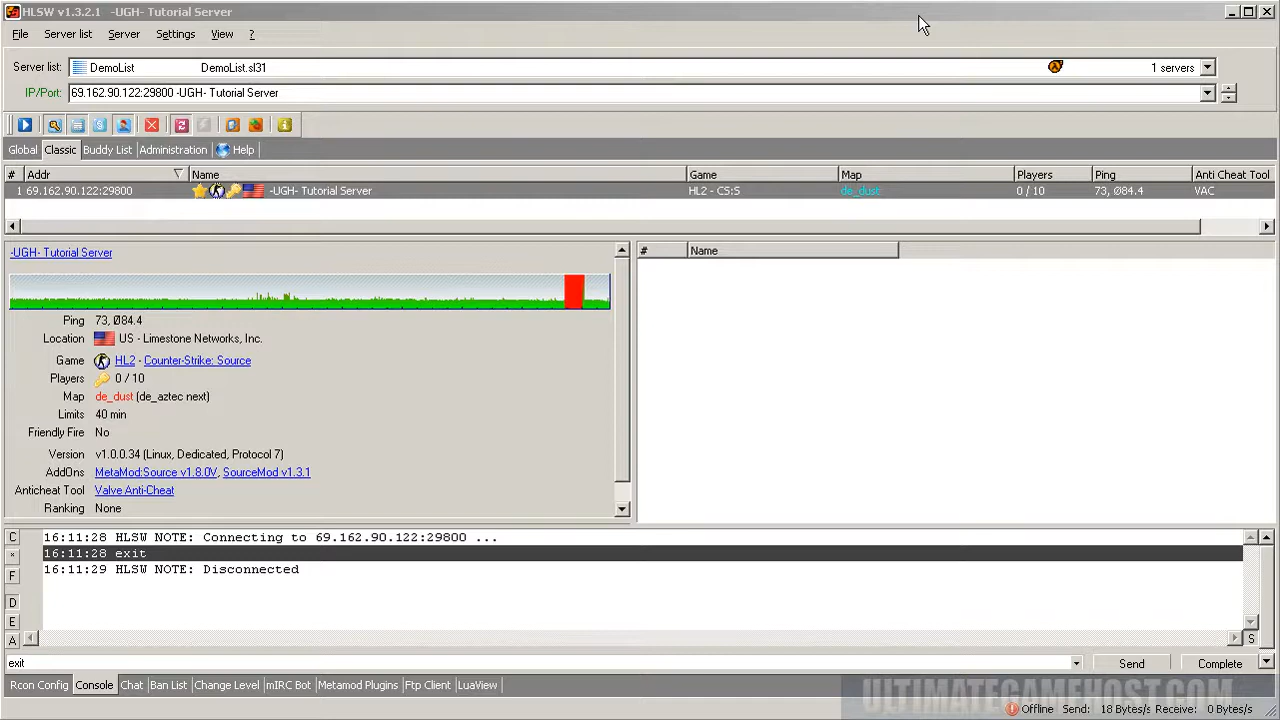 HLSW v1.3.2.1 -UGH- Tutorial Server
File Server list Server Settings View ?
Server list: DemoList DemoList.sl31 1 servers
IP/Port: 69.162.90.122:29800 -UGH- Tutorial Server
Global Classic Buddy List Administration Help
# Addr Name Game Map Players Ping Anti Cheat Tool
1 69.162.90.122:29800 -UGH- Tutorial Server HL2 - CS:S de_dust 0 / 10 73, Ø84.4 VAC
-UGH- Tutorial Server
# Name
Ping 73, Ø84.4
Location US - Limestone Networks, Inc.
Game HL2 - Counter-Strike: Source
Players 0 / 10
Map de_dust (de_aztec next)
Limits 40 min
Friendly Fire No
Version v1.0.0.34 (Linux, Dedicated, Protocol 7)
AddOns MetaMod:Source v1.8.0V, SourceMod v1.3.1
Anticheat Tool Valve Anti-Cheat
Ranking None
C 16:11:28 HLSW NOTE: Connecting to 69.162.90.122:29800 ...
* 16:11:28 exit
F 16:11:29 HLSW NOTE: Disconnected
D
E
A S
exit Send Complete
Rcon Config Console Chat Ban List Change Level mIRC Bot Metamod Plugins Ftp Client LuaView
ULTIMATEGAMEHOST.COM
Offline Send: 18 Bytes/s Receive: 0 Bytes/s